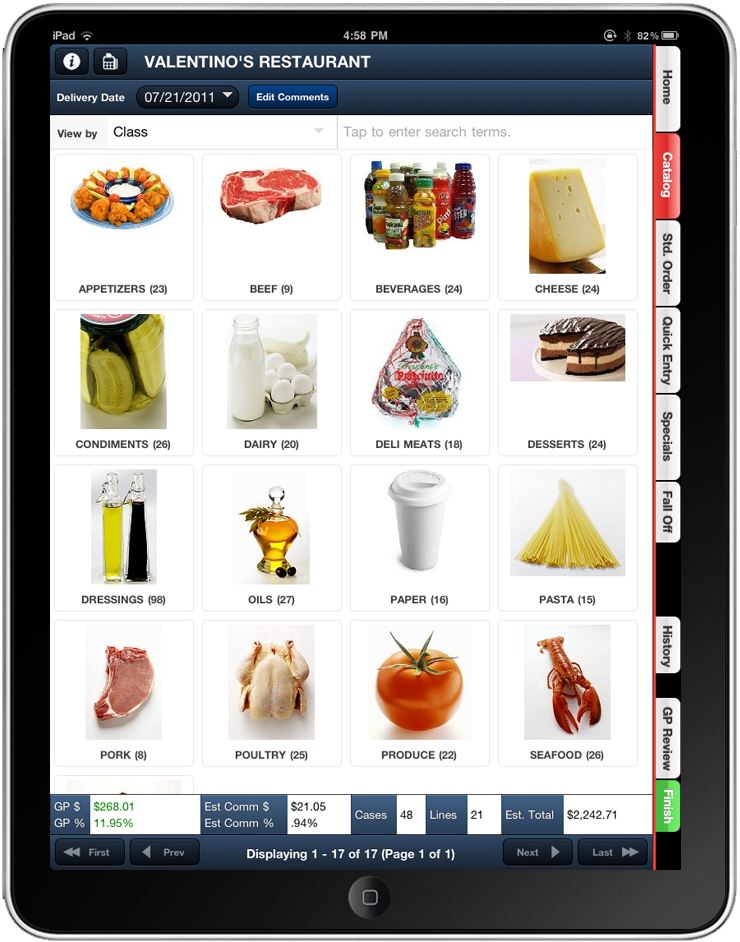 iPad 4:58 PM 82%
VALENTINO'S RESTAURANT
Delivery Date 07/21/2011 Edit Comments
View by Class Tap to enter search terms.
APPETIZERS (23) BEEF (9) BEVERAGES (24) CHEESE (24)
CONDIMENTS (26) DAIRY (20) DELI MEATS (18) DESSERTS (24)
DRESSINGS (98) OILS (27) PAPER (16) PASTA (15)
PORK (8) POULTRY (25) PRODUCE (22) SEAFOOD (26)
GP $ $268.01 Est Comm $ $21.05 Cases 48 Lines 21 Est. Total $2,242.71
GP % 11.95% Est Comm % .94%
First Prev Displaying 1 - 17 of 17 (Page 1 of 1) Next Last
Home
Catalog
Std. Order
Quick Entry
Specials
Fall Off
History
GP Review
Finish